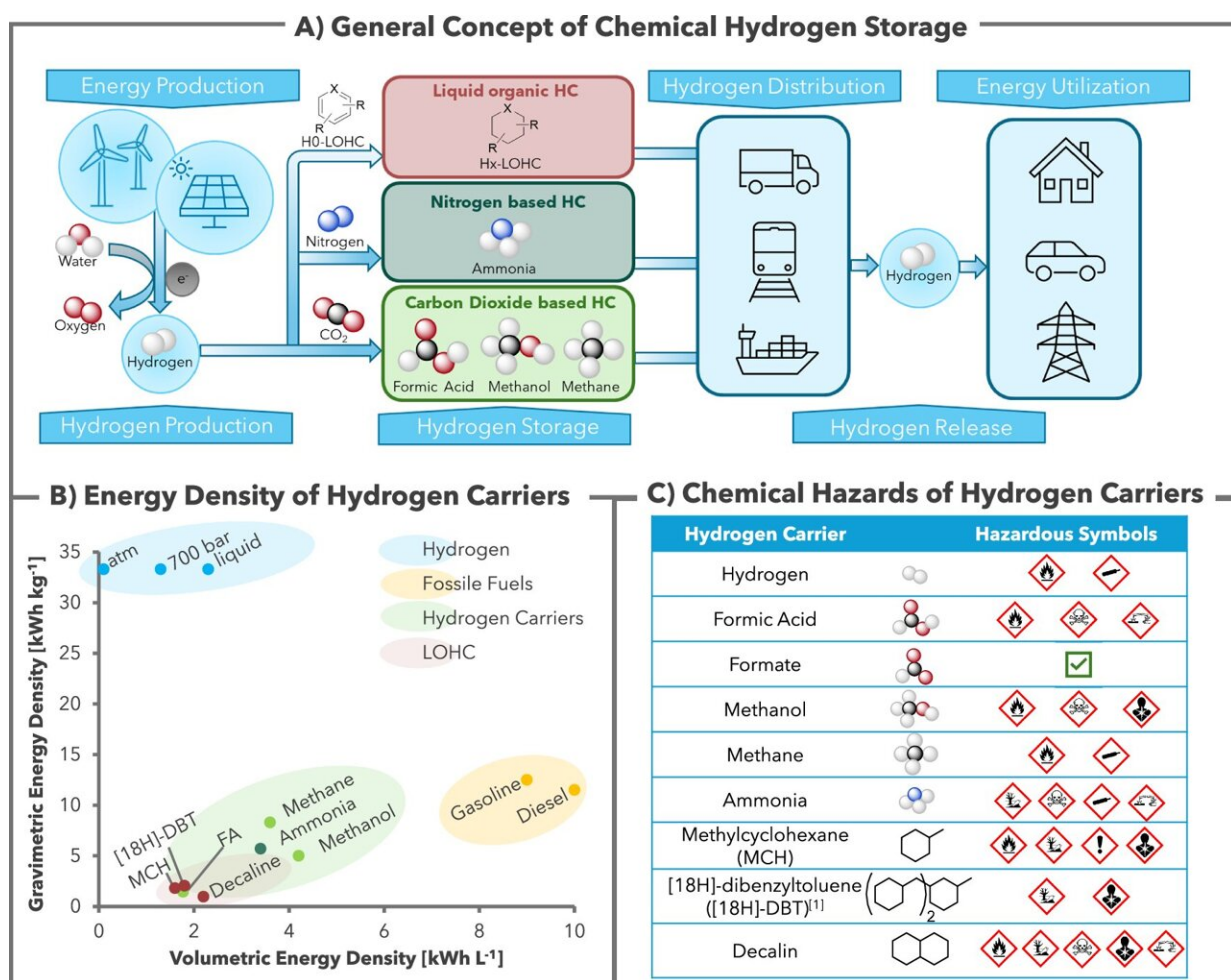 A) General Concept of Chemical Hydrogen Storage
Energy Production
Water
e-
Oxygen
Hydrogen
Hydrogen Production
X
R
R
H0-LOHC
Nitrogen
CO2
Liquid organic HC
X
R
R
Hx-LOHC
Nitrogen based HC
Ammonia
Carbon Dioxide based HC
Formic Acid
Methanol
Methane
Hydrogen Storage
Hydrogen Distribution
Hydrogen
Hydrogen Release
Energy Utilization
B) Energy Density of Hydrogen Carriers
Gravimetric Energy Density [kWh kg-1]
35
30
25
20
15
10
5
0
atm
700 bar
liquid
Hydrogen
Fossile Fuels
Hydrogen Carriers
LOHC
Gasoline
Diesel
Methane
Ammonia
Methanol
[18H]-DBT
FA
MCH
Decaline
0
2
4
6
8
10
Volumetric Energy Density [kWh L-1]
C) Chemical Hazards of Hydrogen Carriers
Hydrogen Carrier
Hazardous Symbols
Hydrogen
Formic Acid
Formate
Methanol
Methane
Ammonia
Methylcyclohexane
(MCH)
!
[18H]-dibenzyltoluene
([18H]-DBT)[1]
2
Decalin